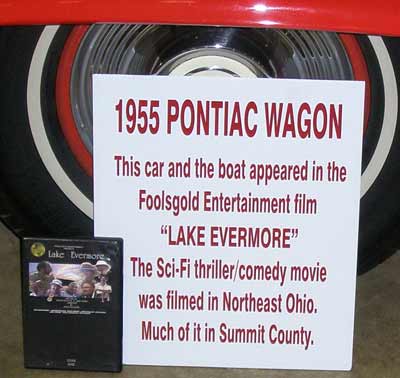 1955 PONTIAC WAGON
This car and the boat appeared in the
Foolsgold Entertainment film
“LAKE EVERMORE”
The Sci-Fi thriller/comedy movie
was filmed in Northeast Ohio.
Much of it in Summit County.
Lake Evermore